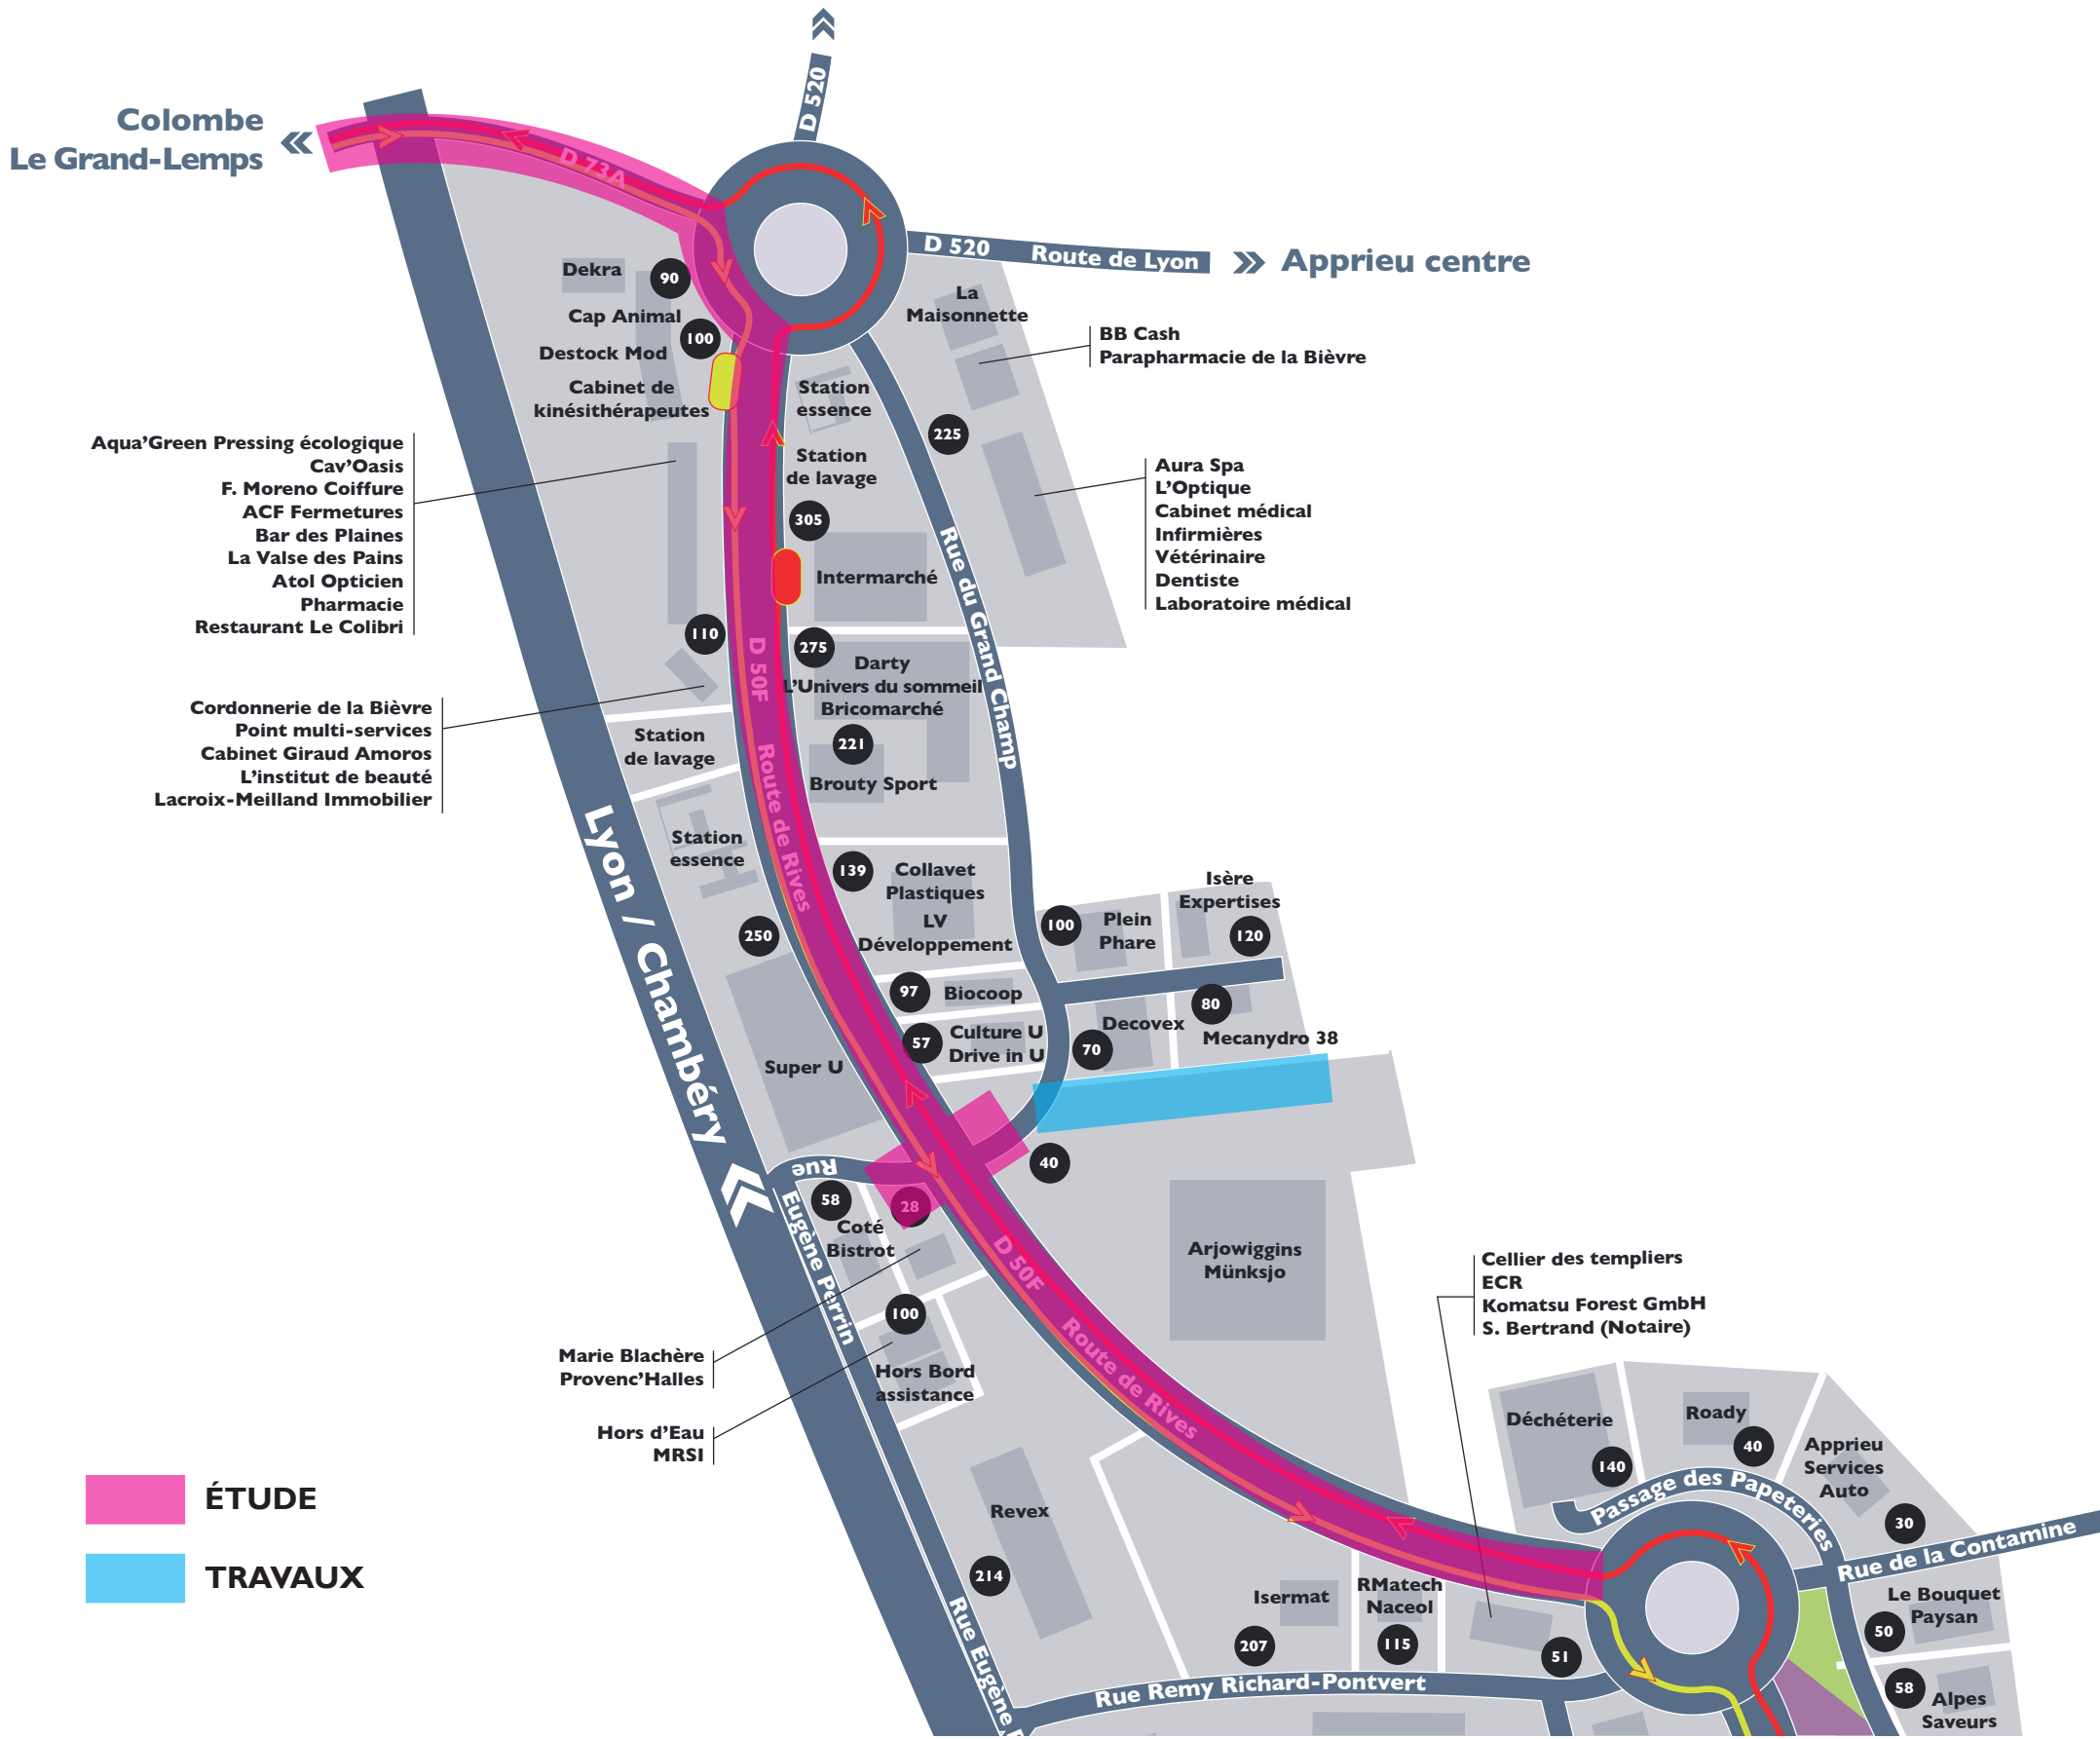 D 520
Colombe
Le Grand-Lemps
D 73A
D 520
Route de Lyon
Apprieu centre
Dekra
90
Cap Animal
100
Destock Mod
Cabinet de
kinésithérapeutes
La
Maisonnette
BB Cash
Parapharmacie de la Bièvre
Station
essence
225
Station
de lavage
305
Intermarché
Aqua’Green Pressing écologique
Cav’Oasis
F. Moreno Coiffure
ACF Fermetures
Bar des Plaines
La Valse des Pains
Atol Opticien
Pharmacie
Restaurant Le Colibri
Aura Spa
L’Optique
Cabinet médical
Infirmières
Vétérinaire
Dentiste
Laboratoire médical
Rue du Grand Champ
110
275
Darty
L’Univers du sommeil
Bricomarché
D 50F
Route de Rives
221
Brouty Sport
Cordonnerie de la Bièvre
Point multi-services
Cabinet Giraud Amoros
L’institut de beauté
Lacroix-Meilland Immobilier
Station
de lavage
Station
essence
Lyon / Chambéry
139
Collavet
Plastiques
LV
Développement
250
100
Plein
Phare
Isère
Expertises
120
97
Biocoop
80
Mecanydro 38
57
Culture U
Drive in U
Decovex
70
Super U
40
Rue
Eugène Perrin
58
28
Coté
Bistrot
Arjowiggins
Münksjo
D 50F
Route de Rives
100
Marie Blachère
Provenc’Halles
Hors Bord
assistance
Hors d’Eau
MRSI
Cellier des templiers
ECR
Komatsu Forest GmbH
S. Bertrand (Notaire)
Déchéterie
140
Roady
40
Apprieu
Services
Auto
30
Passage des Papeteries
Rue de la Contamine
ÉTUDE
TRAVAUX
Revex
214
Isermat
207
RMatech
Naceol
115
51
Le Bouquet
Paysan
50
58
Alpes
Saveurs
Rue Remy Richard-Pontvert
Rue Eugène